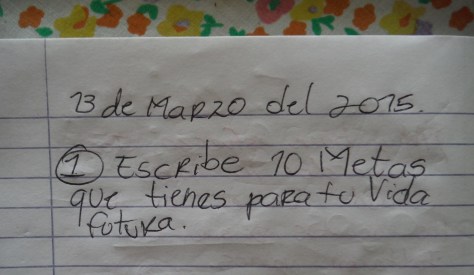 13 de MARZO del 2015.
① EscRibe 10 Metas
que tienes paRa tu Vida
futuRa.